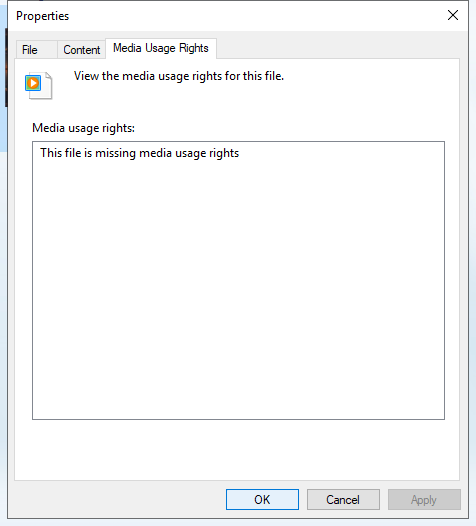 Properties
File
Content
Media Usage Rights
View the media usage rights for this file.
Media usage rights:
This file is missing media usage rights
OK
Cancel
Apply